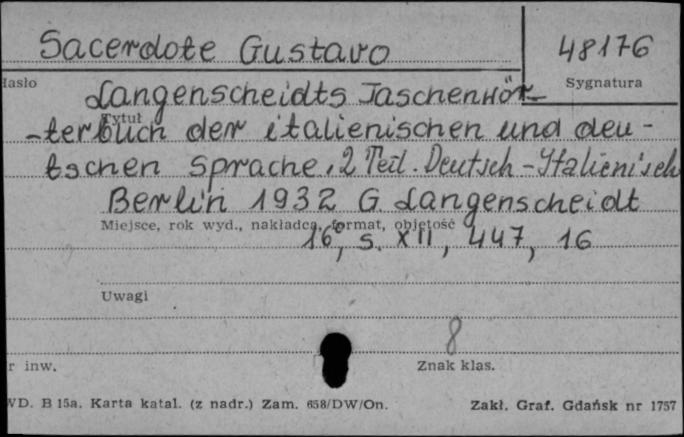 Sacerdote Gustavo
48176
Hasło
Sygnatura
Langenscheidts Taschenwör-
Tytuł
-terbuch der italienischen und deu-
tschen Sprache, 2 Teil. Deutsch-Italienisch
Berlin 1932 G. Langenscheidt
Miejsce, rok wyd., nakładca, format, objętość
16°, s. XII, 447, 16
Uwagi
8
r inw.
Znak klas.
WD. B 15a. Karta katal. (z nadr.) Zam. 658/DW/On.
Zakł. Graf. Gdańsk nr 1757